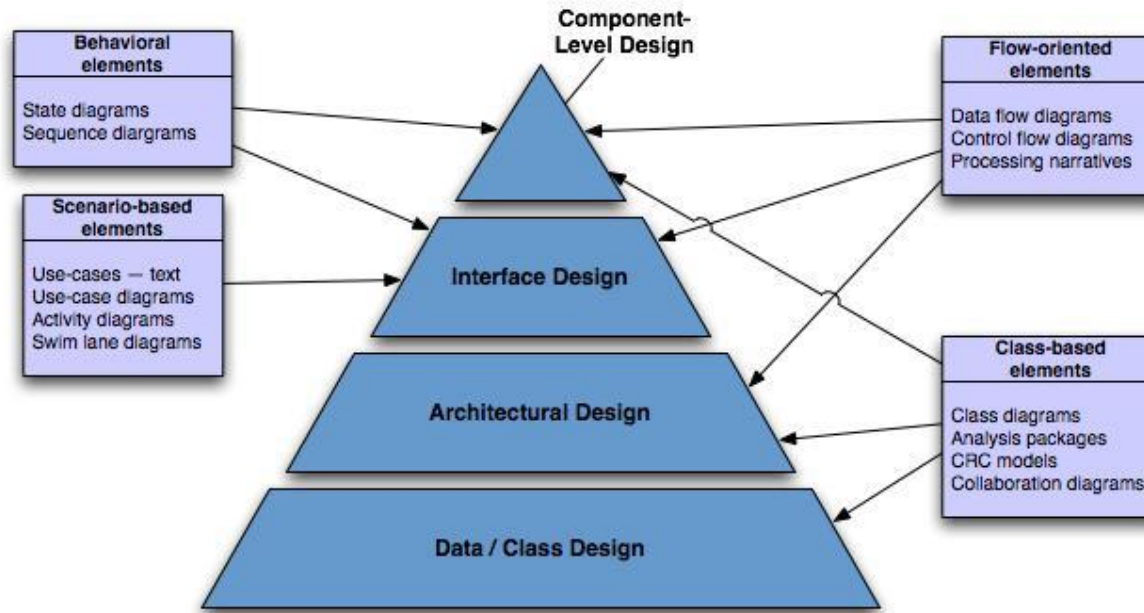 Component-
Level Design
Behavioral
elements
State diagrams
Sequence diargrams
Scenario-based
elements
Use-cases — text
Use-case diagrams
Activity diagrams
Swim lane diagrams
Flow-oriented
elements
Data flow diagrams
Control flow diagrams
Processing narratives
Class-based
elements
Class diagrams
Analysis packages
CRC models
Collaboration diagrams
Interface Design
Architectural Design
Data / Class Design